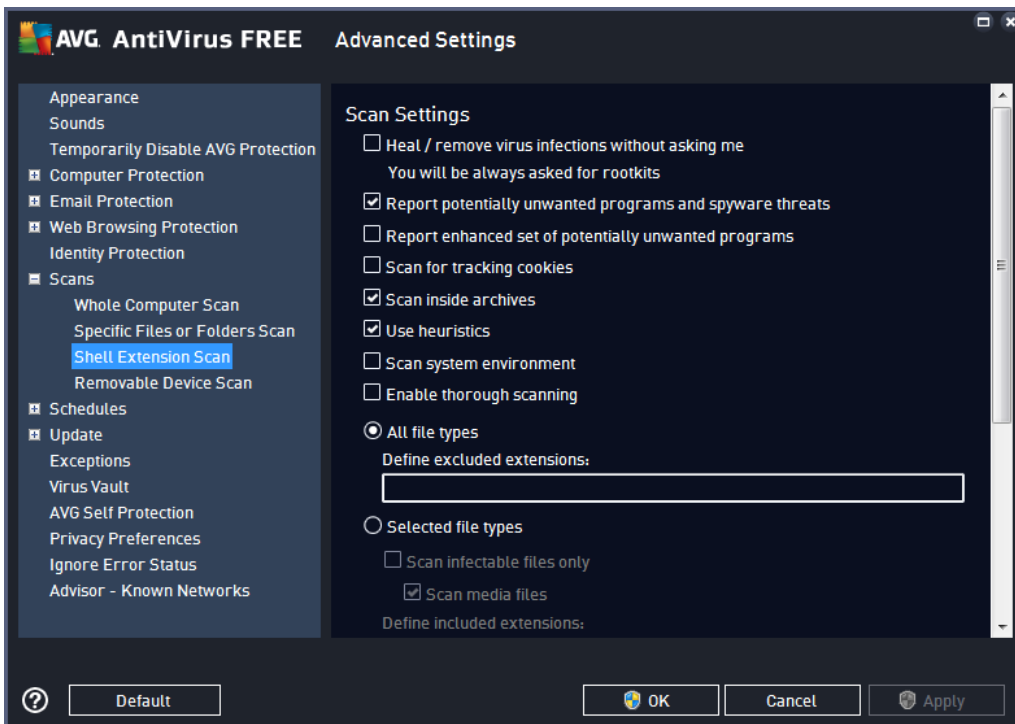 AVG AntiVirus FREE Advanced Settings
Appearance
Sounds
Temporarily Disable AVG Protection
Computer Protection
Email Protection
Web Browsing Protection
Identity Protection
Scans
Whole Computer Scan
Specific Files or Folders Scan
Shell Extension Scan
Removable Device Scan
Schedules
Update
Exceptions
Virus Vault
AVG Self Protection
Privacy Preferences
Ignore Error Status
Advisor - Known Networks
Scan Settings
Heal / remove virus infections without asking me
You will be always asked for rootkits
Report potentially unwanted programs and spyware threats
Report enhanced set of potentially unwanted programs
Scan for tracking cookies
Scan inside archives
Use heuristics
Scan system environment
Enable thorough scanning
All file types
Define excluded extensions:
Selected file types
Scan infectable files only
Scan media files
Define included extensions:
? Default OK Cancel Apply